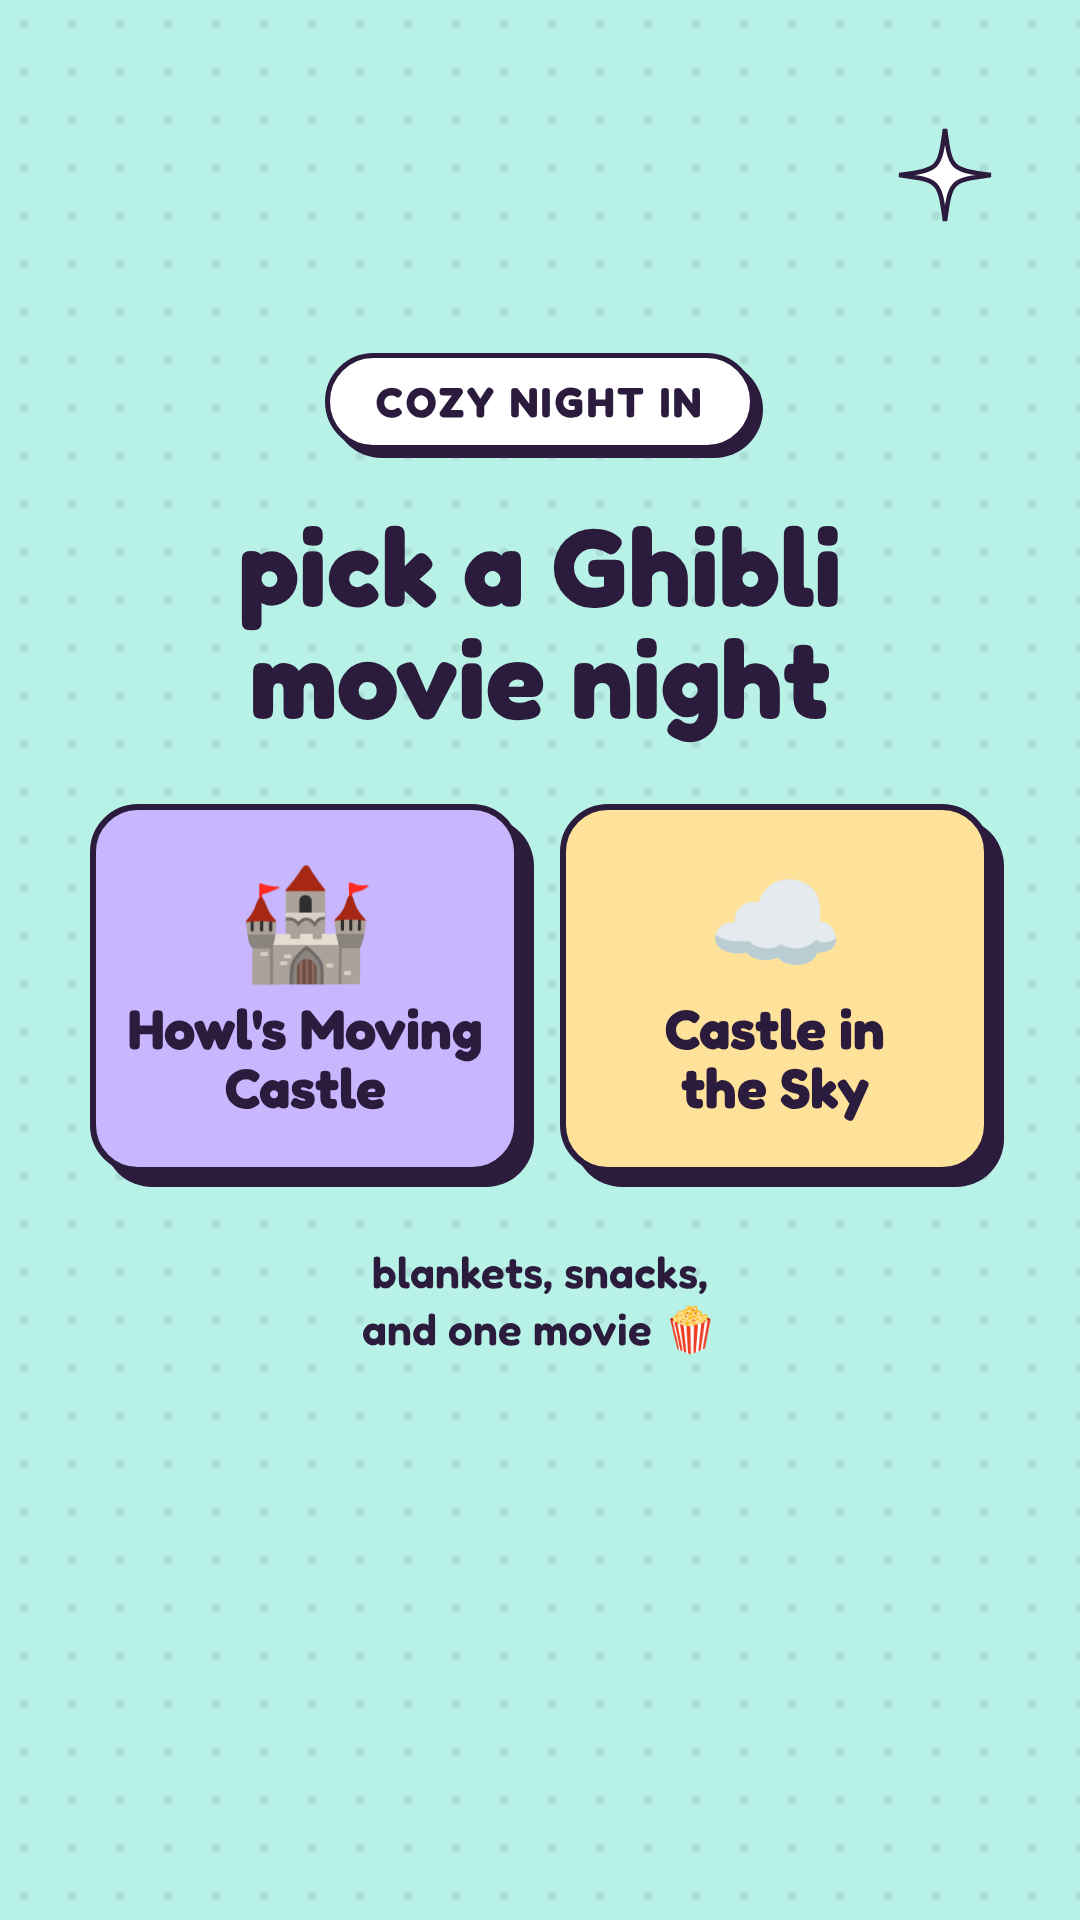 COZY NIGHT IN
pick a Ghibli
movie night
Howl's Moving
Castle
Castle in
the Sky
blankets, snacks,
and one movie 🍿